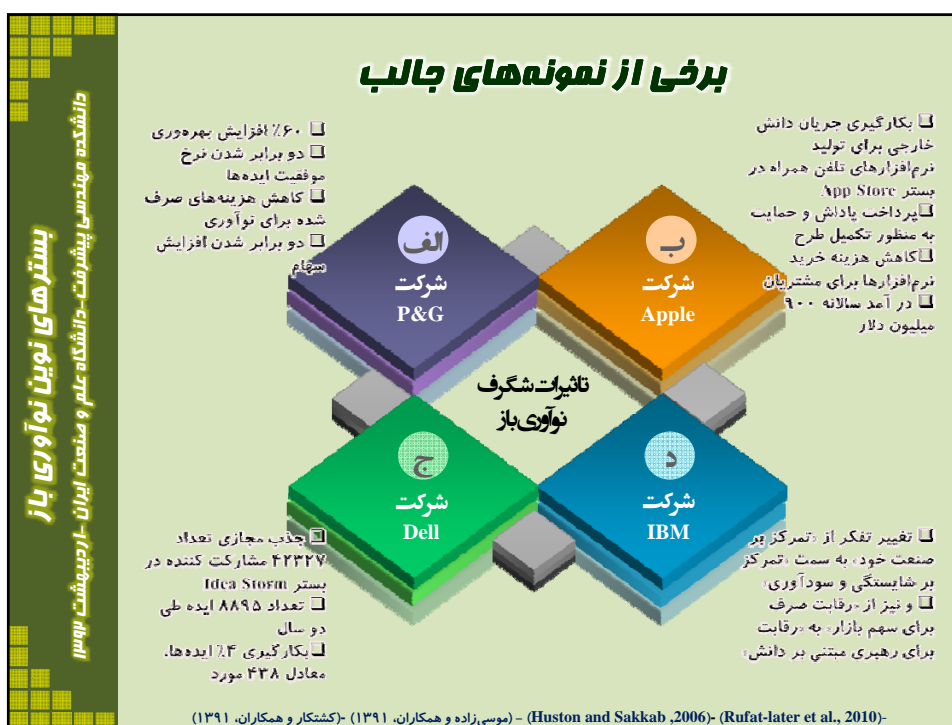 برخی از نمونه‌های جالب
❑ بکارگیری جریان دانش
خارجی برای تولید
نرم‌افزارهای تلفن همراه در
بستر App Store
❑پرداخت پاداش و حمایت
به منظور تکمیل طرح
❑کاهش هزینه خرید
نرم‌افزارها برای مشتریان
❑ در آمد سالانه ۹۰۰
میلیون دلار
❑ ۶۰٪ افزایش بهره‌وری
❑ دو برابر شدن نرخ
موفقیت ایده‌ها
❑ کاهش هزینه‌های صرف
شده برای نوآوری
❑ دو برابر شدن افزایش
سهام
ب
شرکت
Apple
الف
شرکت
P&G
تاثیرات شگرف
نوآوری باز
د
شرکت
IBM
ج
شرکت
Dell
❑ تغییر تفکر از «تمرکز بر
صنعت خود» به سمت «تمرکز
بر شایستگی و سودآوری»
❑ و نیز از «رقابت صرف
برای سهم بازار» به «رقابت
برای رهبری مبتنی بر دانش»
❑ جذب مجازی تعداد
۴۲۳۲۷ مشارکت کننده در
بستر Idea Storm
❑ تعداد ۸۸۹۵ ایده طی
دو سال
❑بکارگیری ۴٪ ایده‌ها،
معادل ۴۳۸ مورد
-(Rufat-later et al., 2010) -(Huston and Sakkab ,2006) – (موسی‌زاده و همکاران، ۱۳۹۱) -(کشتکار و همکاران، ۱۳۹۱)
بسترهای نوین نوآوری باز
دانشکده مهندسی پیشرفت-دانشگاه علم و صنعت ایران -اردیبهشت ۱۳۹۲